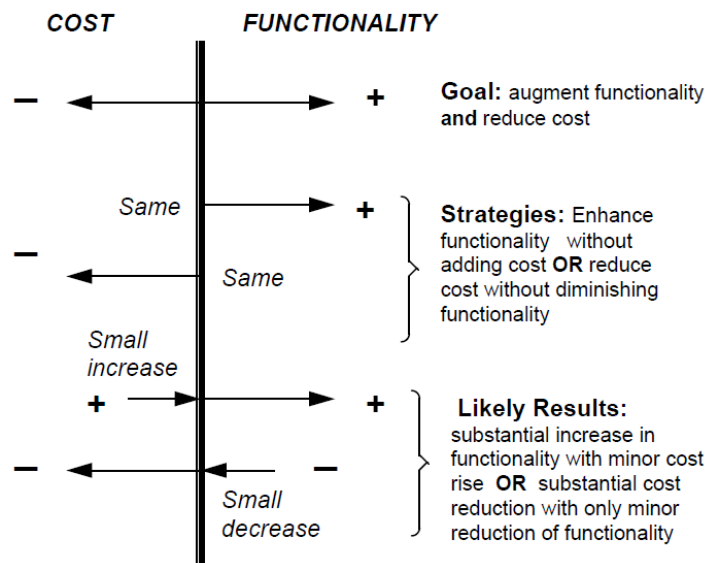 COST FUNCTIONALITY
− + Goal: augment functionality
and reduce cost
Same + Strategies: Enhance
functionality without
adding cost OR reduce
cost without diminishing
functionality
− Same
Small
increase
+ + Likely Results:
substantial increase in
functionality with minor cost
rise OR substantial cost
reduction with only minor
reduction of functionality
− −
Small
decrease